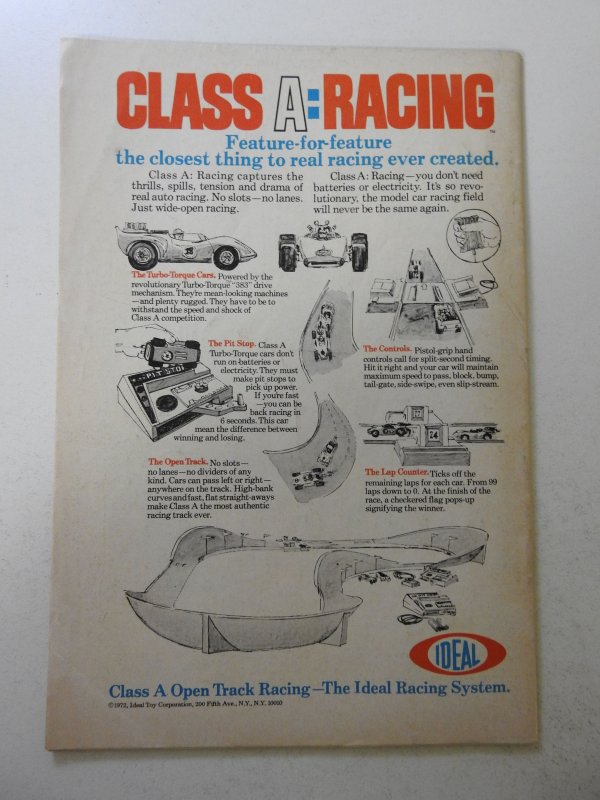 CLASS A: RACING
TM
Feature-for-feature
the closest thing to real racing ever created.
Class A: Racing captures the
thrills, spills, tension and drama of
real auto racing. No slots—no lanes.
Just wide-open racing.
Class A: Racing—you don't need
batteries or electricity. It's so revo-
lutionary, the model car racing field
will never be the same again.
The Turbo-Torque Cars. Powered by the
revolutionary Turbo-Torque "383" drive
mechanism. They're mean-looking machines
—and plenty rugged. They have to be to
withstand the speed and shock of
Class A competition.
The Pit Stop. Class A
Turbo-Torque cars don't
run on batteries or
electricity. They must
make pit stops to
pick up power.
If you're fast
—you can be
back racing in
6 seconds. This can
mean the difference between
winning and losing.
PIT STOP
The Controls. Pistol-grip hand
controls call for split-second timing.
Hit it right and your car will maintain
maximum speed to pass, block, bump,
tail-gate, side-swipe, even slip-stream.
The Open Track. No slots—
no lanes—no dividers of any
kind. Cars can pass left or right—
anywhere on the track. High-bank
curves and fast, flat straight-aways
make Class A the most authentic
racing track ever.
24
The Lap Counter. Ticks off the
remaining laps for each car. From 99
laps down to 0. At the finish of the
race, a checkered flag pops-up
signifying the winner.
IDEAL
Class A Open Track Racing—The Ideal Racing System.
©1972, Ideal Toy Corporation, 200 Fifth Ave., N.Y., N.Y. 10010